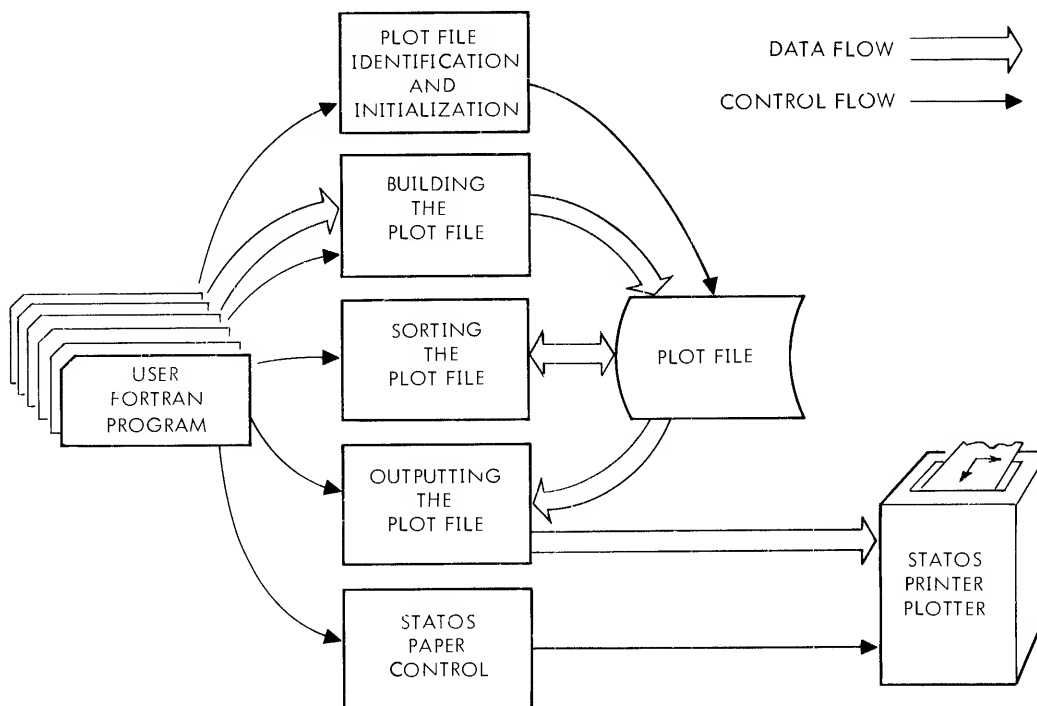 PLOT FILE
IDENTIFICATION
AND
INITIALIZATION
DATA FLOW
CONTROL FLOW
BUILDING
THE
PLOT FILE
SORTING
THE
PLOT FILE
PLOT FILE
USER
FORTRAN
PROGRAM
OUTPUTTING
THE
PLOT FILE
STATOS
PRINTER
PLOTTER
STATOS
PAPER
CONTROL